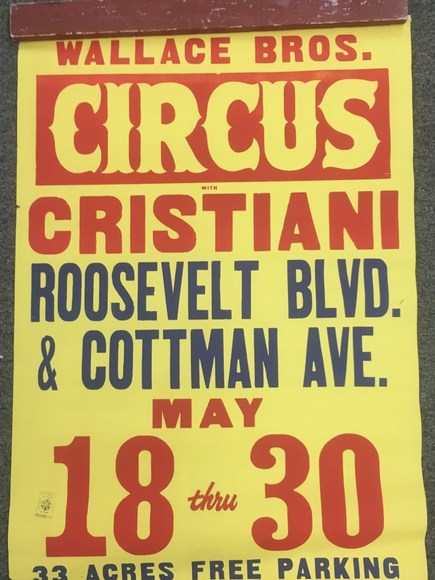 WALLACE BROS.
CIRCUS
WITH
CRISTIANI
ROOSEVELT BLVD.
& COTTMAN AVE.
MAY
18 thru 30
33 ACRES FREE PARKING